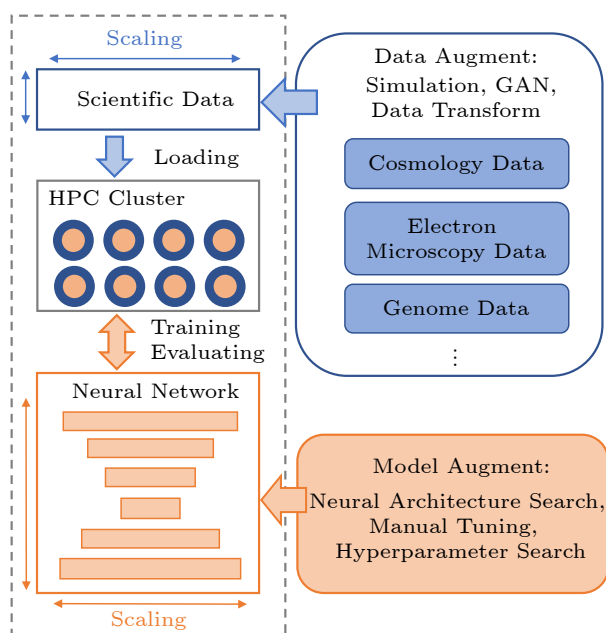 Scaling
Scientific Data
Loading
HPC Cluster
Training
Evaluating
Neural Network
Scaling
Data Augment:
Simulation, GAN,
Data Transform
Cosmology Data
Electron
Microscopy Data
Genome Data
⋮
Model Augment:
Neural Architecture Search,
Manual Tuning,
Hyperparameter Search